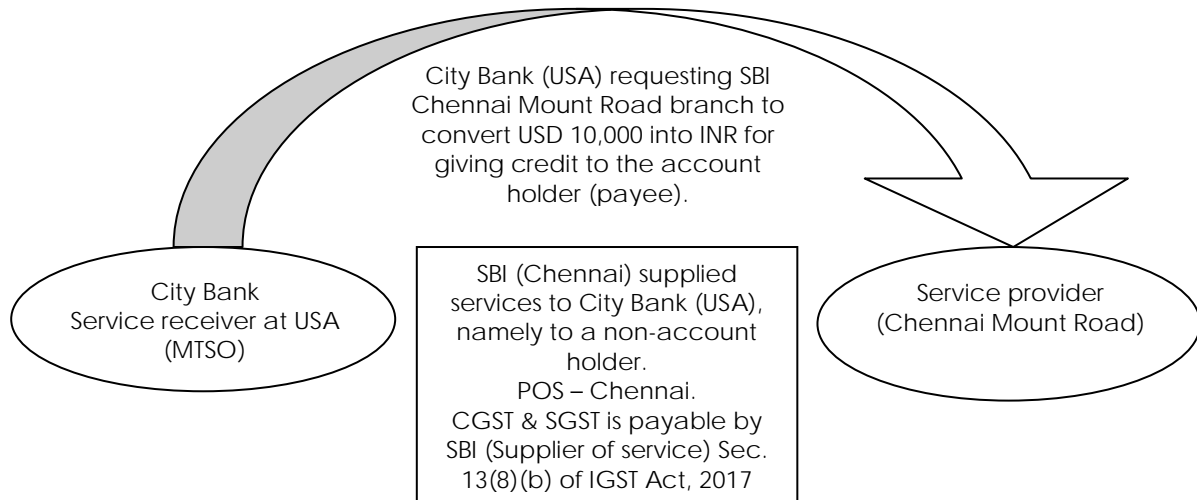 City Bank (USA) requesting SBI
Chennai Mount Road branch to
convert USD 10,000 into INR for
giving credit to the account
holder (payee).
City Bank
Service receiver at USA
(MTSO)
SBI (Chennai) supplied
services to City Bank (USA),
namely to a non-account
holder.
POS – Chennai.
CGST & SGST is payable by
SBI (Supplier of service) Sec.
13(8)(b) of IGST Act, 2017
Service provider
(Chennai Mount Road)